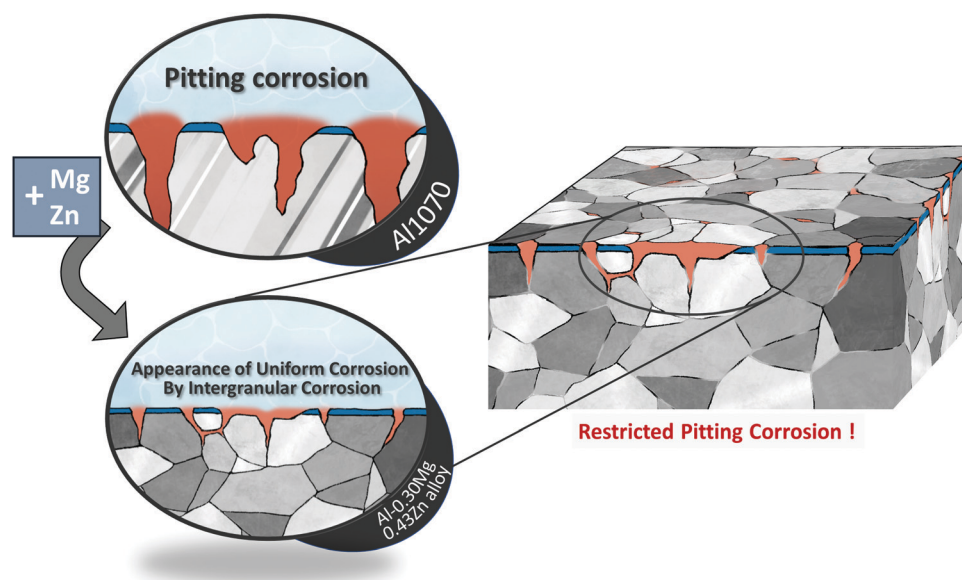 Pitting corrosion
Al1070
+ Mg
Zn
Appearance of Uniform Corrosion
By Intergranular Corrosion
Al-0.30Mg
0.43Zn alloy
Restricted Pitting Corrosion !